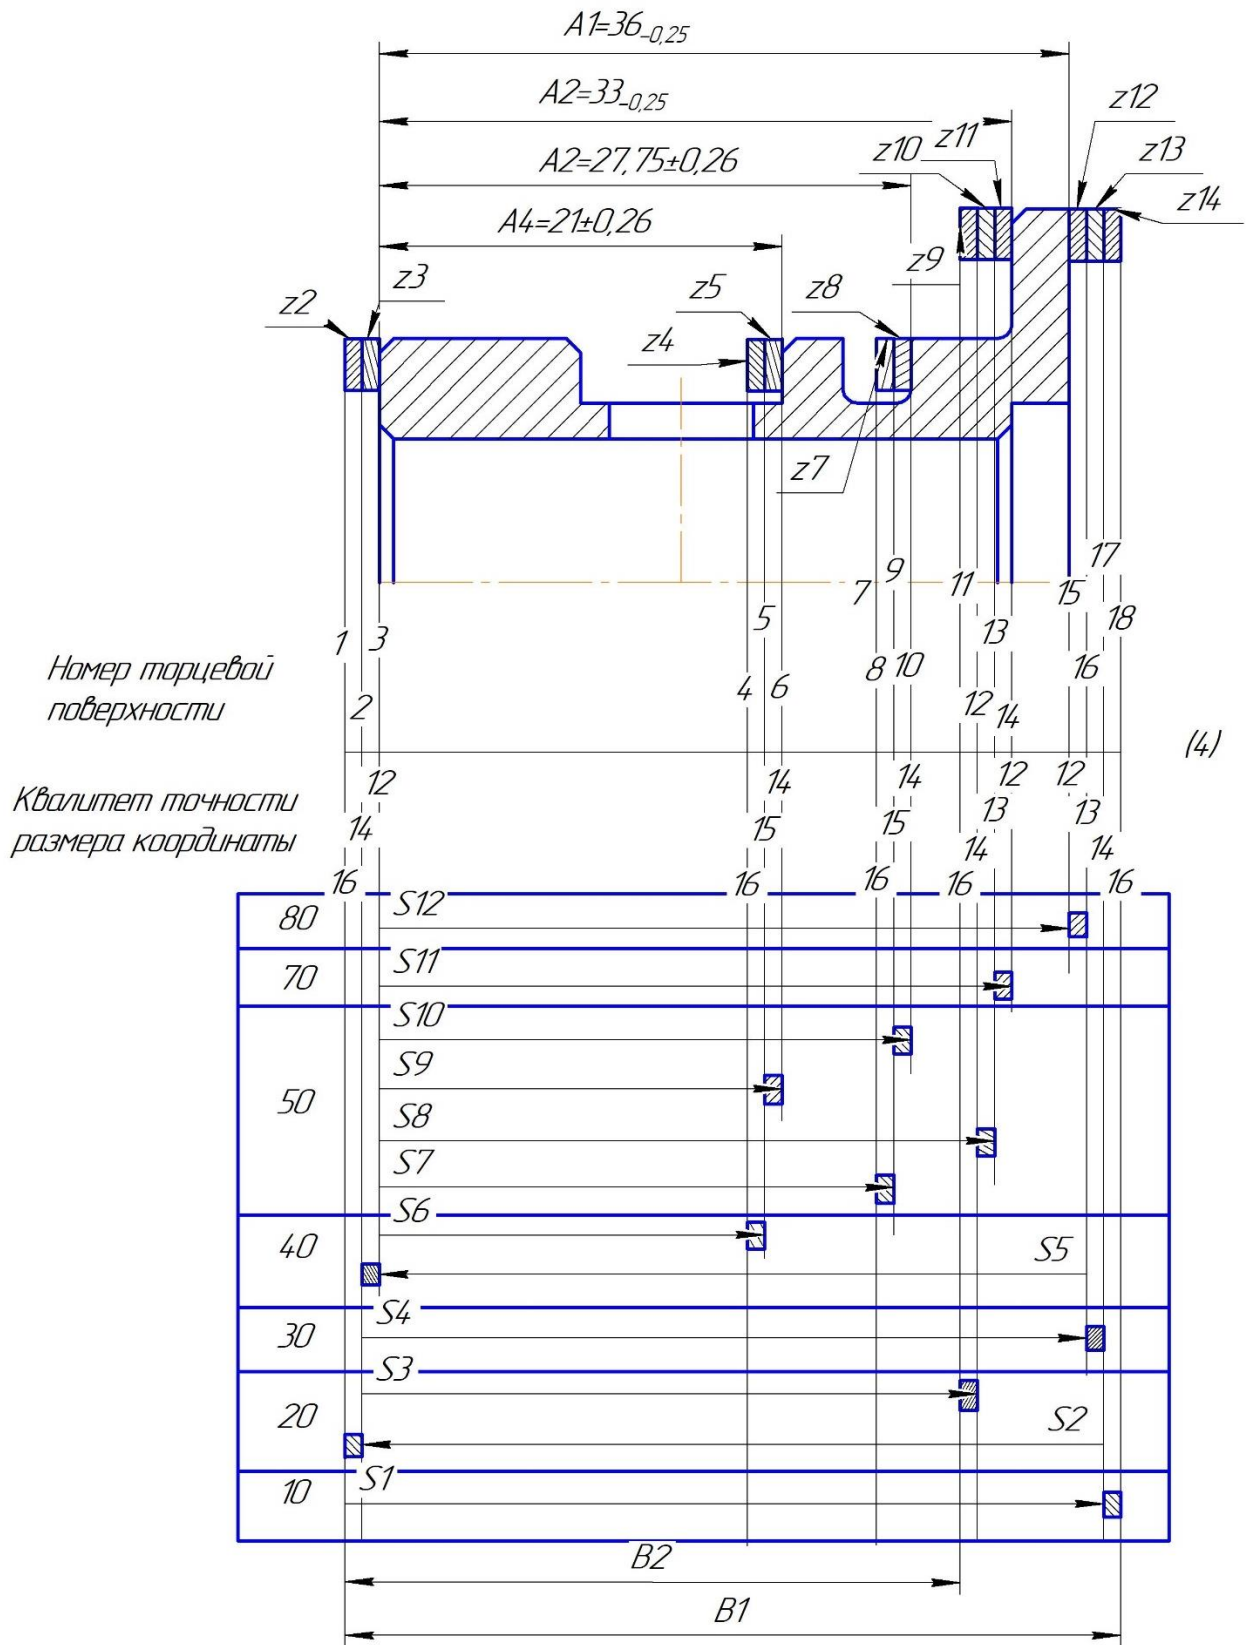 A1=36-0,25
A2=33-0,25
z12
z11
z10
z13
A2=27,75±0,26
A4=21±0,26
z14
z9
z3
z5
z8
z2
z4
z7
17
9
7
11
15
5
13
18
1
3
10
Номер торцевой
поверхности
8
16
4
6
2
12
14
(4)
12
14
14
12
12
Квалитет точности
размера координаты
14
15
15
13
13
14
14
16
16
16
16
16
80
S12
70
S11
S10
S9
50
S8
S7
S6
40
S5
S4
30
S3
20
S2
S1
10
B2
B1